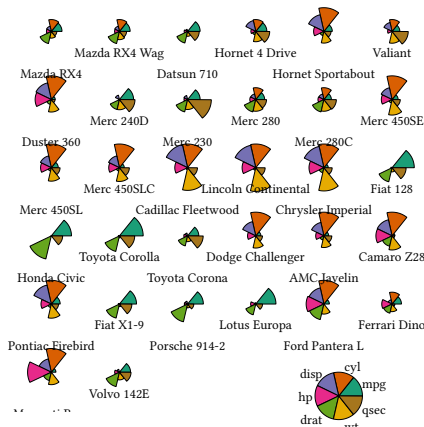 Mazda RX4 Wag
Hornet 4 Drive
Valiant
Mazda RX4
Datsun 710
Hornet Sportabout
Merc 240D
Merc 280
Merc 450SE
Duster 360
Merc 230
Merc 280C
Merc 450SLC
Lincoln Continental
Fiat 128
Merc 450SL
Cadillac Fleetwood
Chrysler Imperial
Toyota Corolla
Dodge Challenger
Camaro Z28
Honda Civic
Toyota Corona
AMC Javelin
Fiat X1-9
Lotus Europa
Ferrari Dino
Pontiac Firebird
Porsche 914-2
Ford Pantera L
Volvo 142E
cyl
disp
mpg
hp
qsec
drat